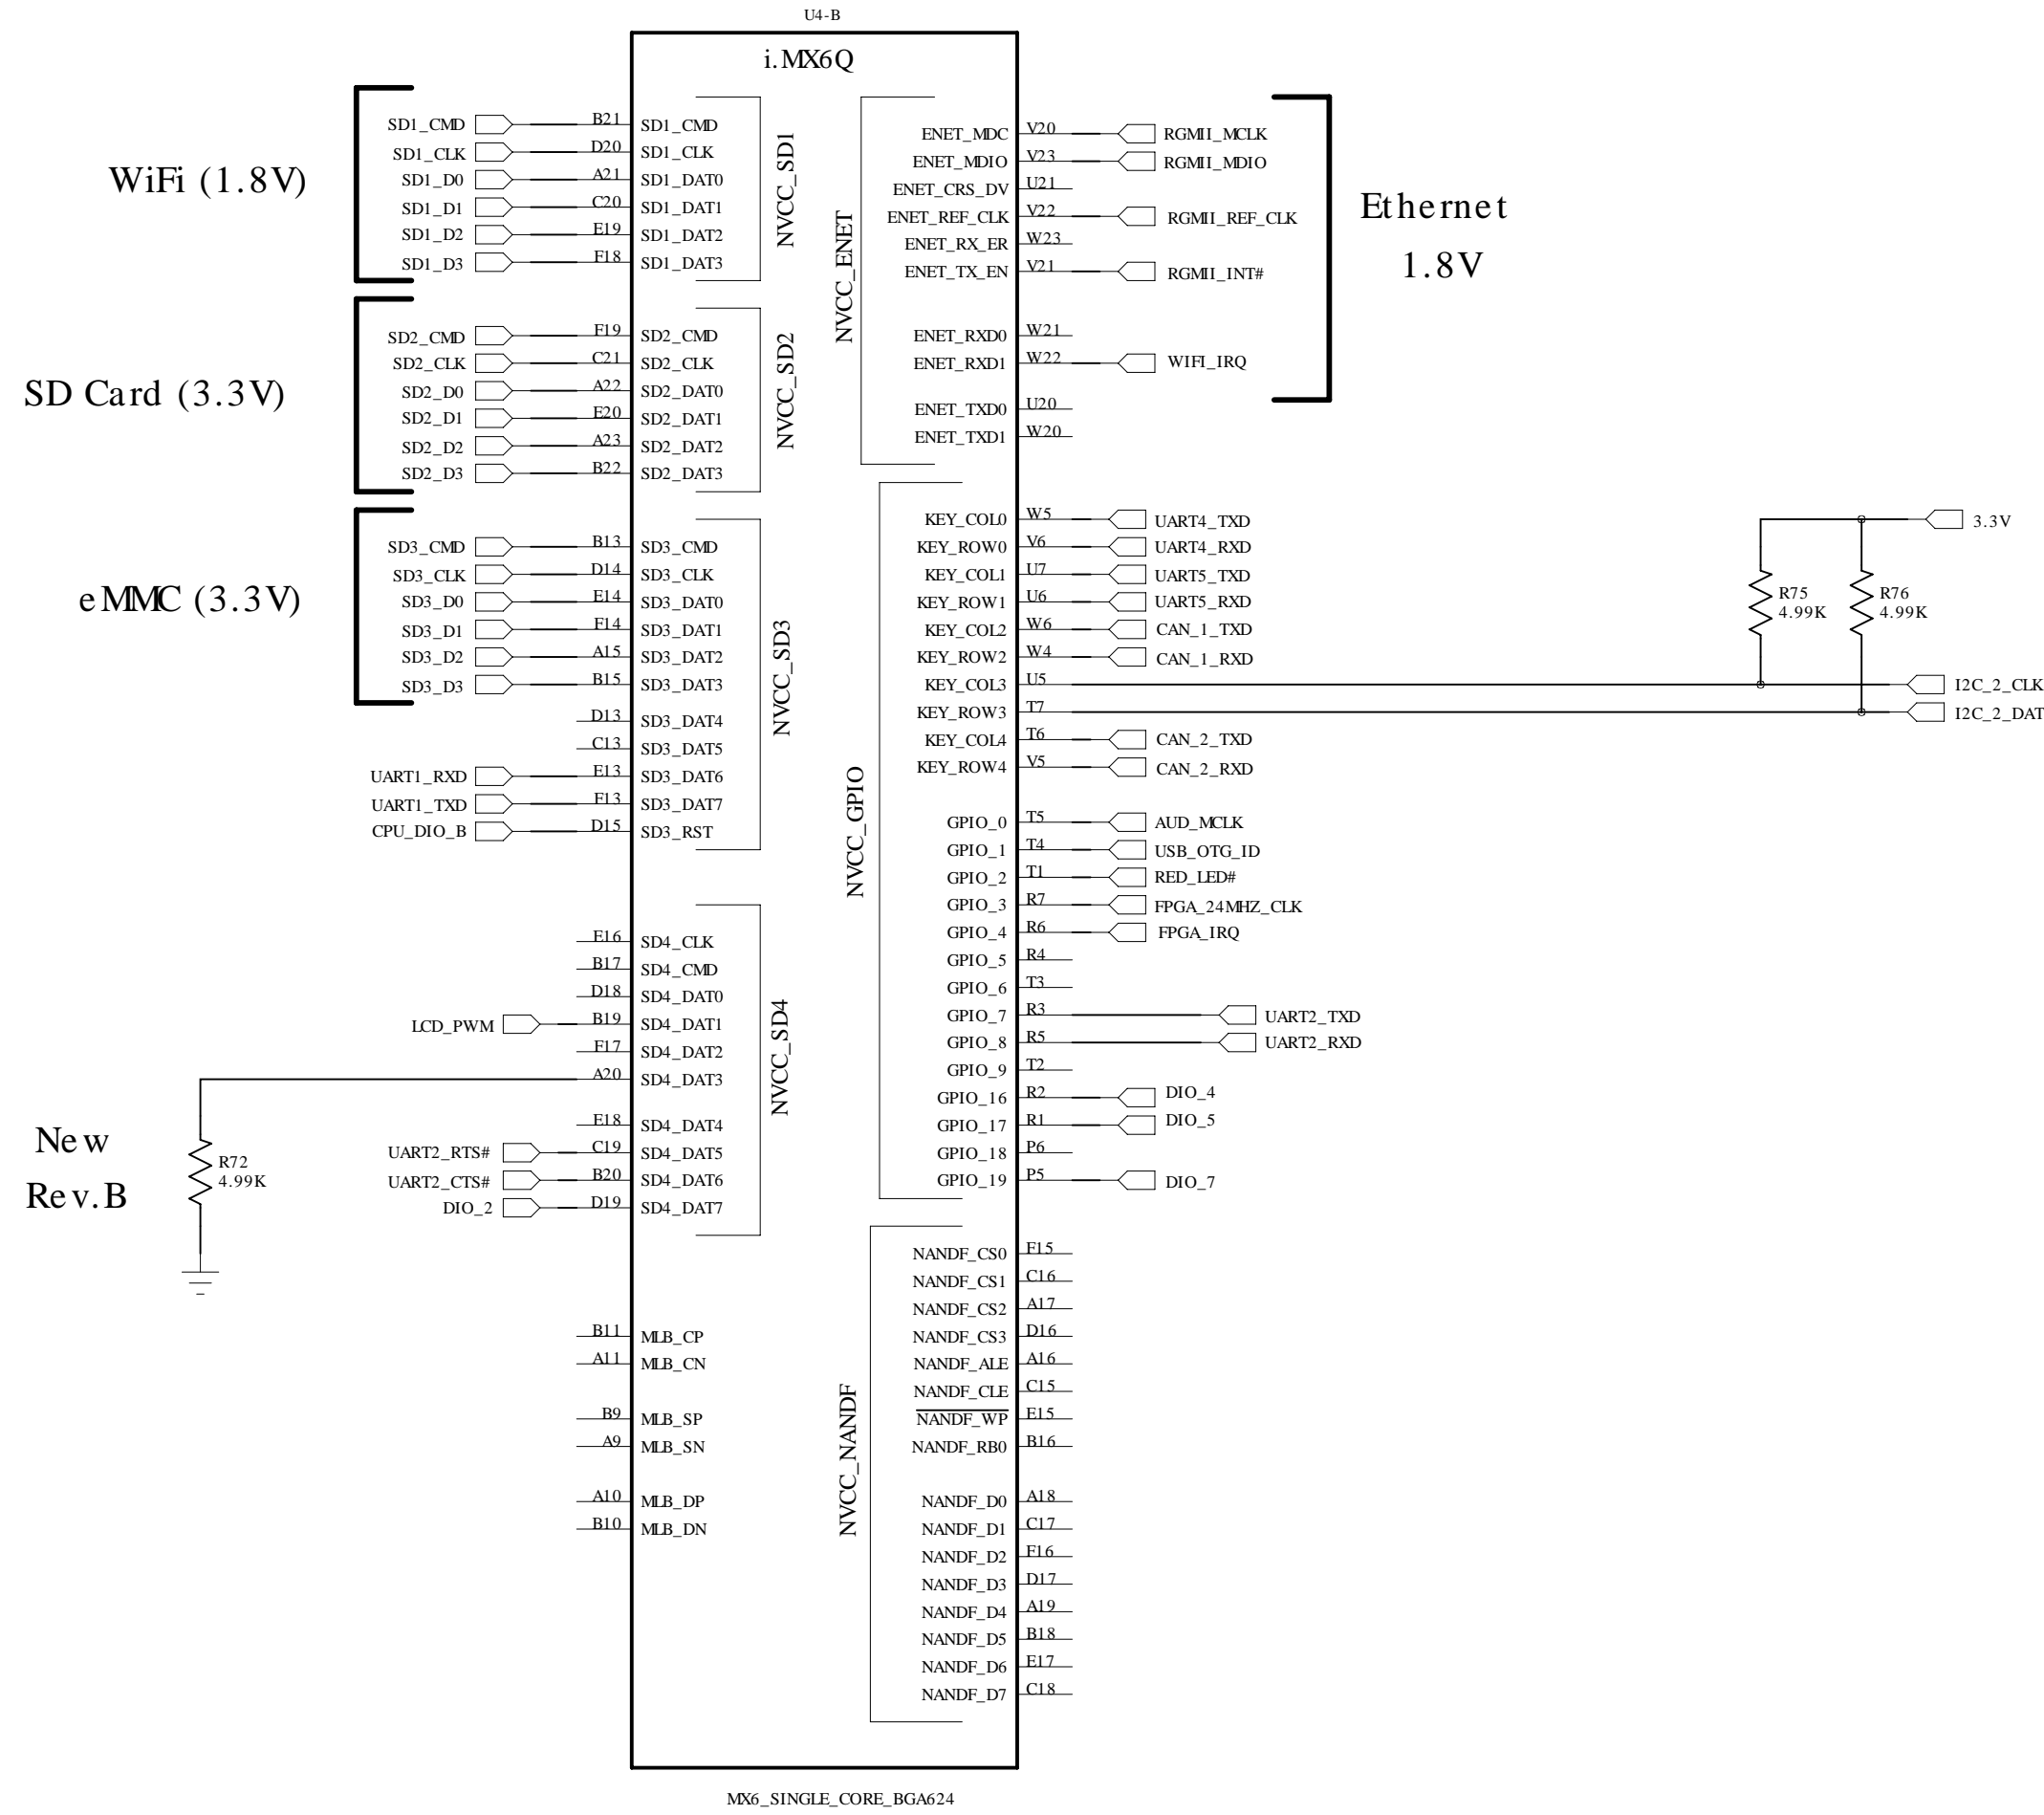 U4-B
i.MX6Q
WiFi (1.8V)
SD1_CMD B21 SD1_CMD
SD1_CLK D20 SD1_CLK
SD1_D0 A21 SD1_DAT0
SD1_D1 C20 SD1_DAT1
SD1_D2 E19 SD1_DAT2
SD1_D3 F18 SD1_DAT3
NVCC_SD1
SD Card (3.3V)
SD2_CMD F19 SD2_CMD
SD2_CLK C21 SD2_CLK
SD2_D0 A22 SD2_DAT0
SD2_D1 E20 SD2_DAT1
SD2_D2 A23 SD2_DAT2
SD2_D3 B22 SD2_DAT3
NVCC_SD2
eMMC (3.3V)
SD3_CMD B13 SD3_CMD
SD3_CLK D14 SD3_CLK
SD3_D0 E14 SD3_DAT0
SD3_D1 F14 SD3_DAT1
SD3_D2 A15 SD3_DAT2
SD3_D3 B15 SD3_DAT3
D13 SD3_DAT4
C13 SD3_DAT5
UART1_RXD E13 SD3_DAT6
UART1_TXD F13 SD3_DAT7
CPU_DIO_B D15 SD3_RST
NVCC_SD3
E16 SD4_CLK
B17 SD4_CMD
D18 SD4_DAT0
LCD_PWM B19 SD4_DAT1
F17 SD4_DAT2
A20 SD4_DAT3
E18 SD4_DAT4
UART2_RTS# C19 SD4_DAT5
UART2_CTS# B20 SD4_DAT6
DIO_2 D19 SD4_DAT7
NVCC_SD4
New
Rev.B
R72
4.99K
B11 MLB_CP
A11 MLB_CN
B9 MLB_SP
A9 MLB_SN
A10 MLB_DP
B10 MLB_DN
NVCC_ENET
ENET_MDC V20 RGMII_MCLK
ENET_MDIO V23 RGMII_MDIO
ENET_CRS_DV U21
ENET_REF_CLK V22 RGMII_REF_CLK
ENET_RX_ER W23
ENET_TX_EN V21 RGMII_INT#
ENET_RXD0 W21
ENET_RXD1 W22 WIFI_IRQ
ENET_TXD0 U20
ENET_TXD1 W20
Ethernet
1.8V
NVCC_GPIO
KEY_COL0 W5 UART4_TXD
KEY_ROW0 V6 UART4_RXD
KEY_COL1 U7 UART5_TXD
KEY_ROW1 U6 UART5_RXD
KEY_COL2 W6 CAN_1_TXD
KEY_ROW2 W4 CAN_1_RXD
KEY_COL3 U5 I2C_2_CLK
KEY_ROW3 T7 I2C_2_DAT
KEY_COL4 T6 CAN_2_TXD
KEY_ROW4 V5 CAN_2_RXD
3.3V
R75
4.99K
R76
4.99K
GPIO_0 T5 AUD_MCLK
GPIO_1 T4 USB_OTG_ID
GPIO_2 T1 RED_LED#
GPIO_3 R7 FPGA_24MHZ_CLK
GPIO_4 R6 FPGA_IRQ
GPIO_5 R4
GPIO_6 T3
GPIO_7 R3 UART2_TXD
GPIO_8 R5 UART2_RXD
GPIO_9 T2
GPIO_16 R2 DIO_4
GPIO_17 R1 DIO_5
GPIO_18 P6
GPIO_19 P5 DIO_7
NVCC_NANDF
NANDF_CS0 F15
NANDF_CS1 C16
NANDF_CS2 A17
NANDF_CS3 D16
NANDF_ALE A16
NANDF_CLE C15
NANDF_WP E15
NANDF_RB0 B16
NANDF_D0 A18
NANDF_D1 C17
NANDF_D2 F16
NANDF_D3 D17
NANDF_D4 A19
NANDF_D5 B18
NANDF_D6 E17
NANDF_D7 C18
MX6_SINGLE_CORE_BGA624